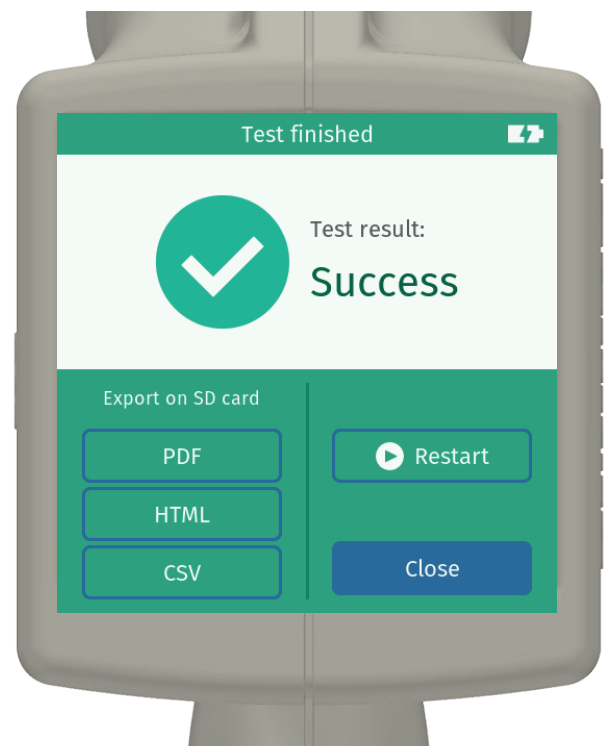 Test finished
Test result:
Success
Export on SD card
PDF
HTML
CSV
Restart
Close